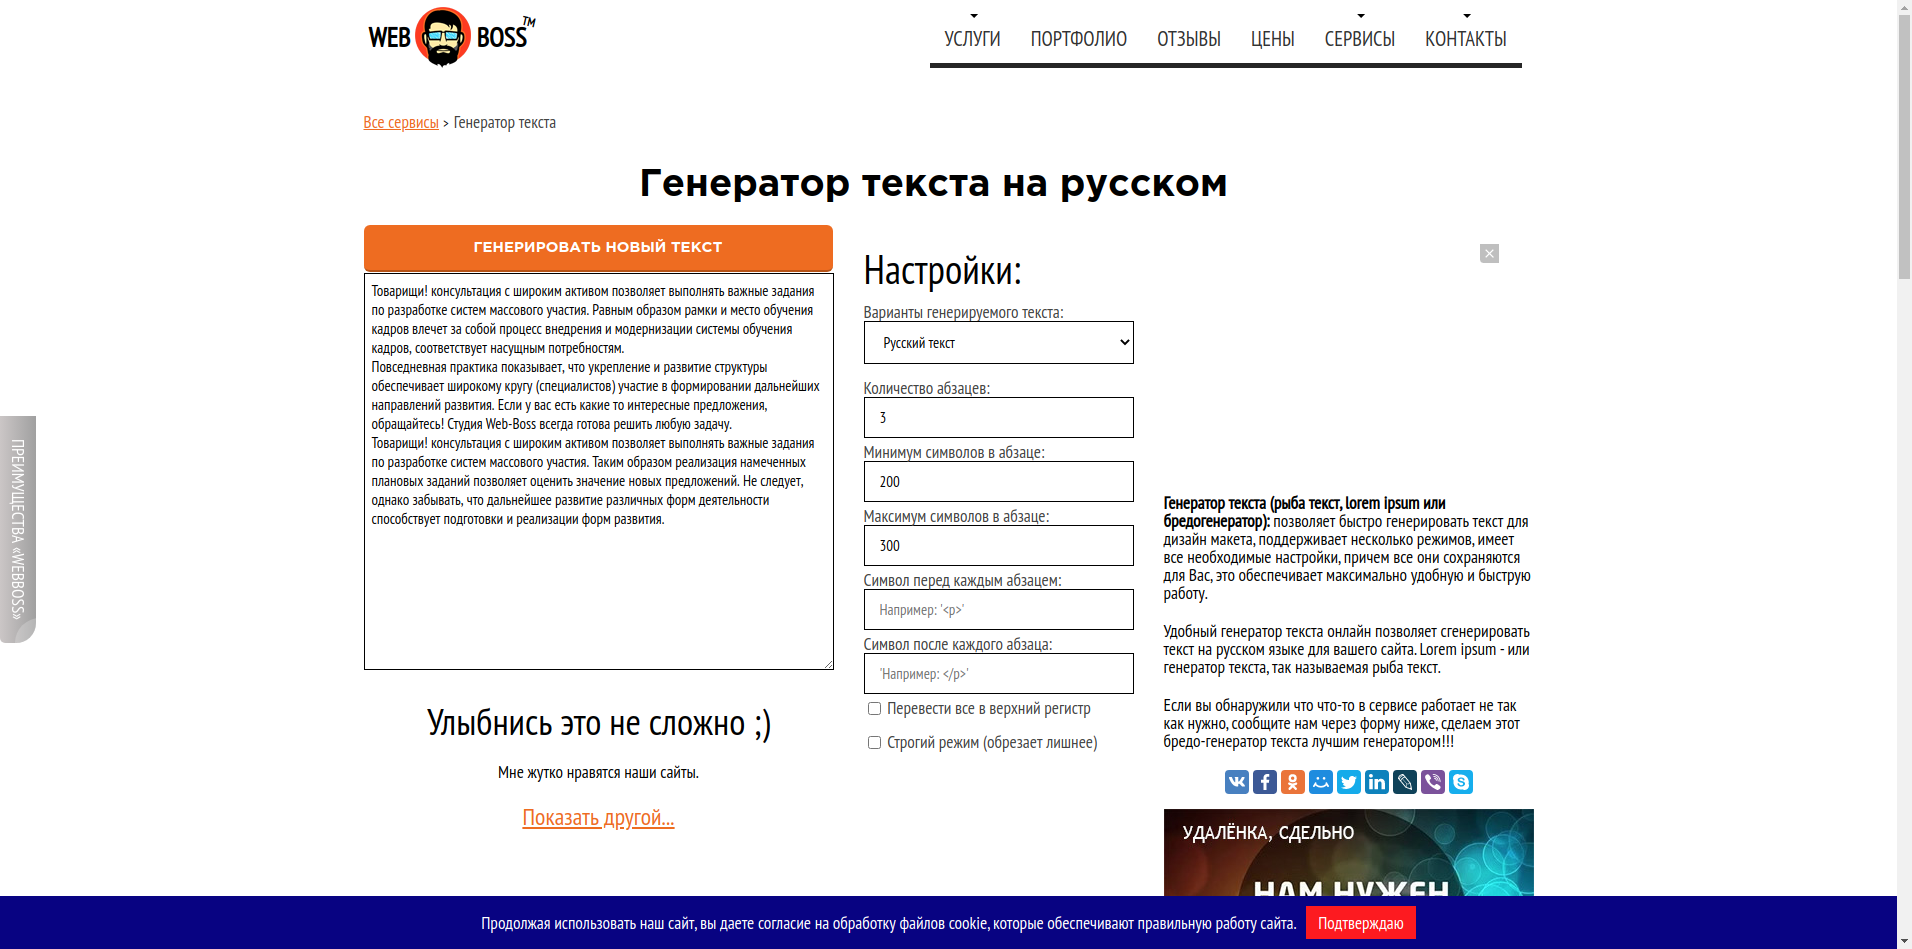 WEB BOSS™
УСЛУГИ ПОРТФОЛИО ОТЗЫВЫ ЦЕНЫ СЕРВИСЫ КОНТАКТЫ
Все сервисы > Генератор текста
Генератор текста на русском
ГЕНЕРИРОВАТЬ НОВЫЙ ТЕКСТ
Товарищи! консультация с широким активом позволяет выполнять важные задания
по разработке систем массового участия. Равным образом рамки и место обучения
кадров влечет за собой процесс внедрения и модернизации системы обучения
кадров, соответствует насущным потребностям.
Повседневная практика показывает, что укрепление и развитие структуры
обеспечивает широкому кругу (специалистов) участие в формировании дальнейших
направлений развития. Если у вас есть какие то интересные предложения,
обращайтесь! Студия Web-Boss всегда готова решить любую задачу.
Товарищи! консультация с широким активом позволяет выполнять важные задания
по разработке систем массового участия. Таким образом реализация намеченных
плановых заданий позволяет оценить значение новых предложений. Не следует,
однако забывать, что дальнейшее развитие различных форм деятельности
способствует подготовки и реализации форм развития.
Улыбнись это не сложно ;)
Мне жутко нравятся наши сайты.
Показать другой...
Настройки:
Варианты генерируемого текста:
Русский текст
Количество абзацев:
3
Минимум символов в абзаце:
200
Максимум символов в абзаце:
300
Символ перед каждым абзацем:
Например: '<p>'
Символ после каждого абзаца:
'Например: </p>'
Перевести все в верхний регистр
Строгий режим (обрезает лишнее)
Генератор текста (рыба текст, lorem ipsum или
бредогенератор): позволяет быстро генерировать текст для
дизайн макета, поддерживает несколько режимов, имеет
все необходимые настройки, причем все они сохраняются
для Вас, это обеспечивает максимально удобную и быструю
работу.
Удобный генератор текста онлайн позволяет сгенерировать
текст на русском языке для вашего сайта. Lorem ipsum - или
генератор текста, так называемая рыба текст.
Если вы обнаружили что что-то в сервисе работает не так
как нужно, сообщите нам через форму ниже, сделаем этот
бредо-генератор текста лучшим генератором!!!
УДАЛЁНКА, СДЕЛЬНО
НАМ НУЖЕН
ПРЕИМУЩЕСТВА «WEBBOSS»
Продолжая использовать наш сайт, вы даете согласие на обработку файлов cookie, которые обеспечивают правильную работу сайта. Подтверждаю